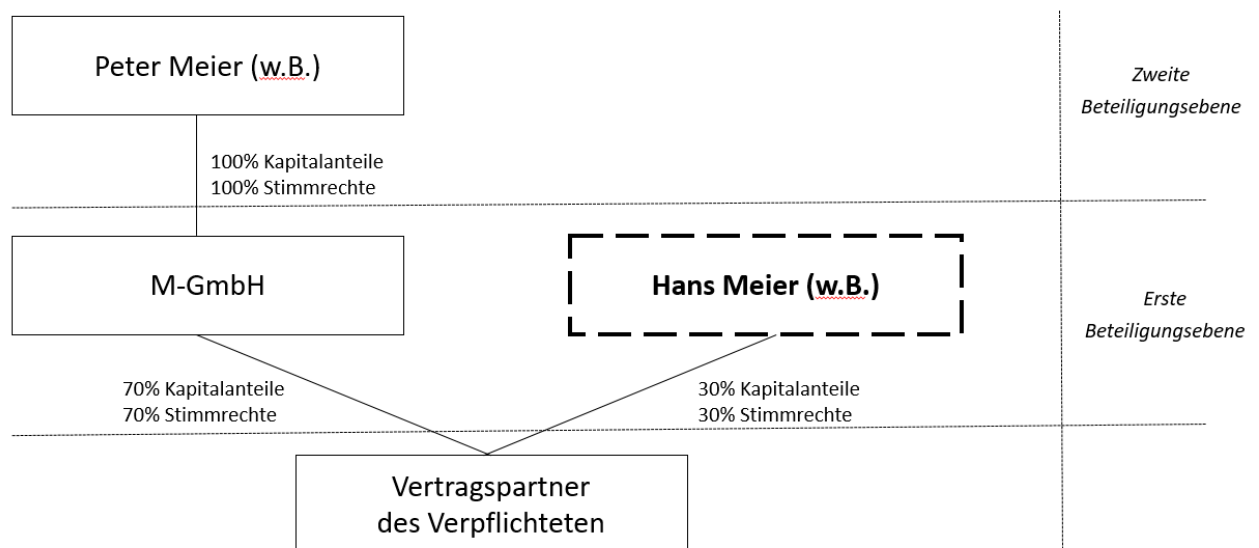 Peter Meier (w.B.)
Zweite
Beteiligungsebene
100% Kapitalanteile
100% Stimmrechte
M-GmbH
Hans Meier (w.B.)
Erste
Beteiligungsebene
70% Kapitalanteile
70% Stimmrechte
30% Kapitalanteile
30% Stimmrechte
Vertragspartner
des Verpflichteten